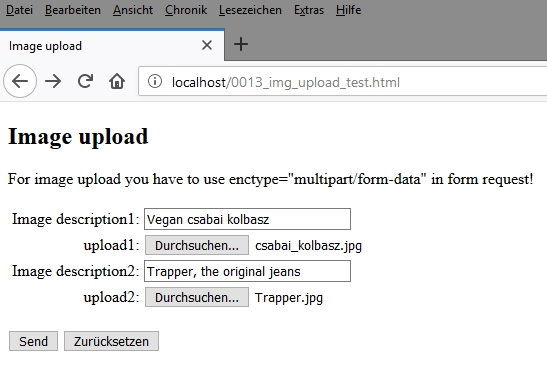 Datei Bearbeiten Ansicht Chronik Lesezeichen Extras Hilfe
Image upload
localhost/0013_img_upload_test.html
Image upload
For image upload you have to use enctype="multipart/form-data" in form request!
Image description1: Vegan csabai kolbasz
upload1: Durchsuchen... csabai_kolbasz.jpg
Image description2: Trapper, the original jeans
upload2: Durchsuchen... Trapper.jpg
Send Zurücksetzen